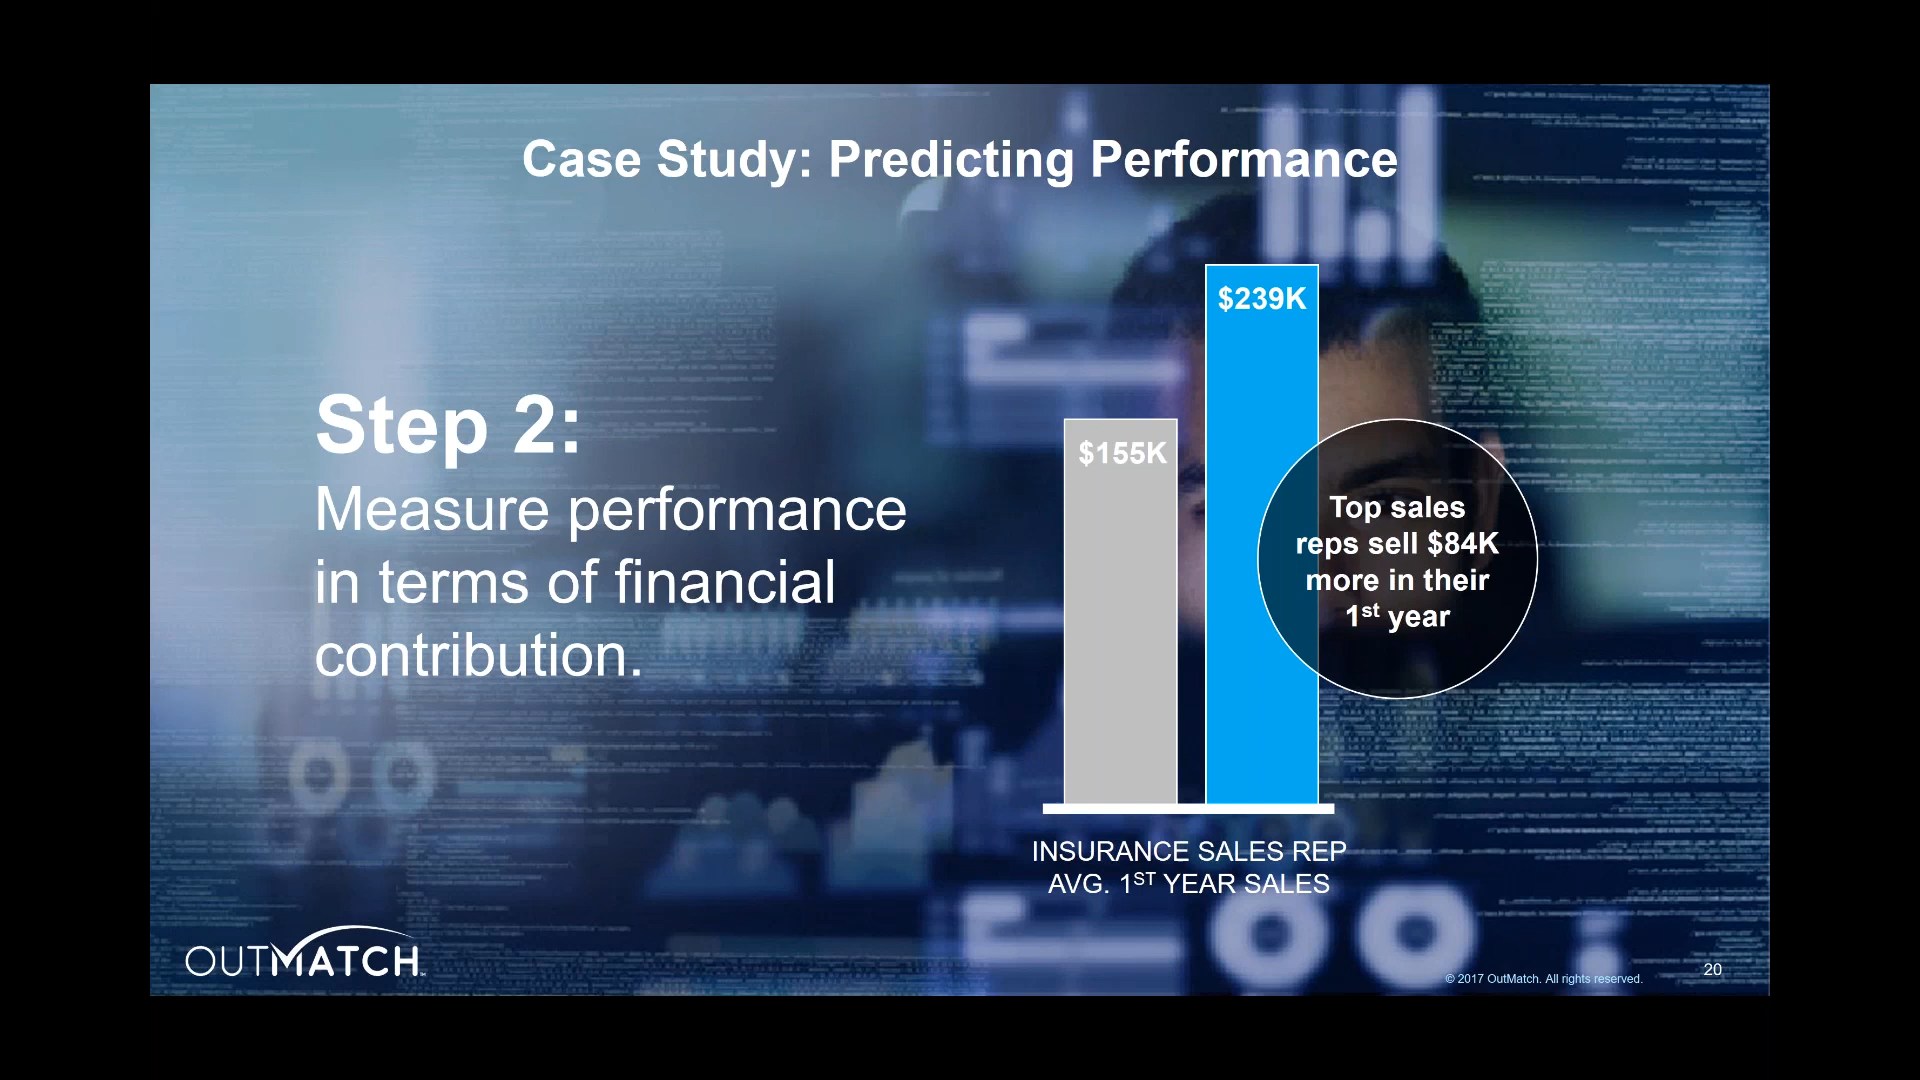 Case Study: Predicting Performance
$239K
$155K
Step 2:
Measure performance
in terms of financial
contribution.
Top sales
reps sell $84K
more in their
1st year
INSURANCE SALES REP
AVG. 1ST YEAR SALES
OUTMATCH
© 2017 OutMatch. All rights reserved.
20